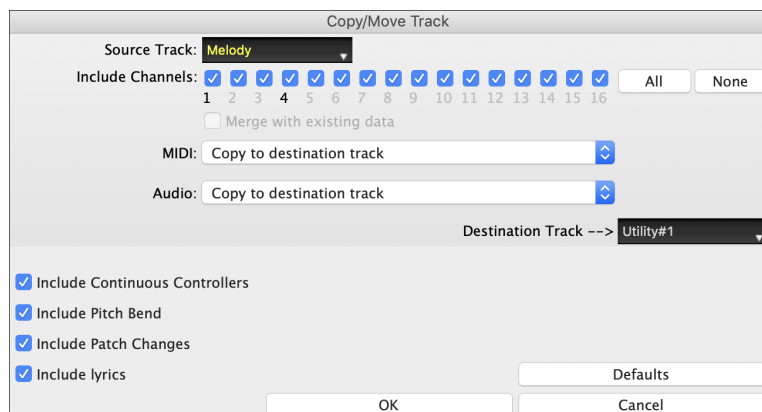 Copy/Move Track
Source Track: Melody
Include Channels: All None
1 2 3 4 5 6 7 8 9 10 11 12 13 14 15 16
Merge with existing data
MIDI: Copy to destination track
Audio: Copy to destination track
Destination Track --> Utility#1
Include Continuous Controllers
Include Pitch Bend
Include Patch Changes
Include lyrics Defaults
OK Cancel